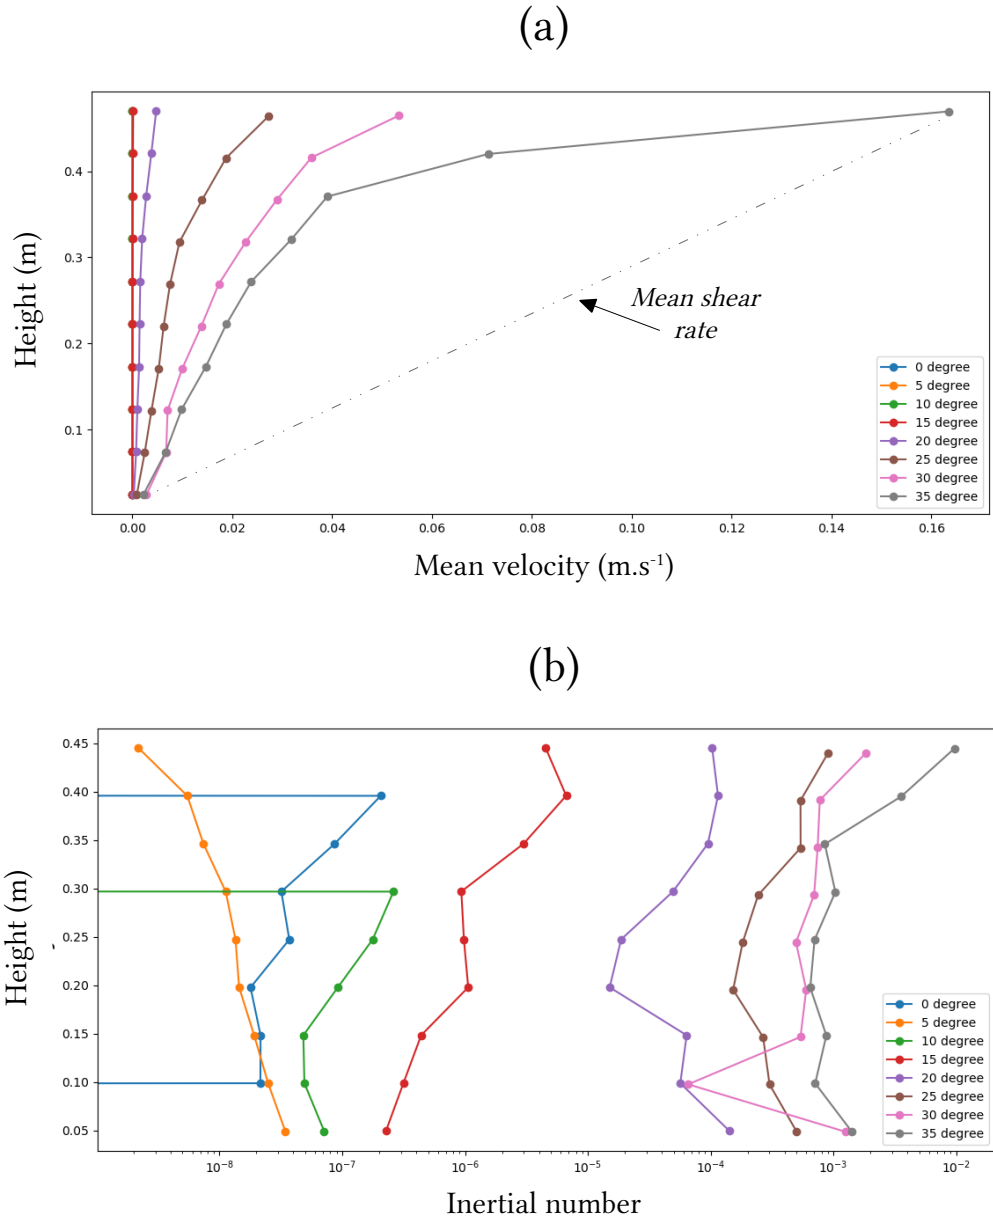 (a)
0.4
0.3
0.2
0.1
Height (m)
Mean shear
rate
0 degree
5 degree
10 degree
15 degree
20 degree
25 degree
30 degree
35 degree
0.00 0.02 0.04 0.06 0.08 0.10 0.12 0.14 0.16
Mean velocity (m.s⁻¹)
(b)
0.45
0.40
0.35
0.30
0.25
0.20
0.15
0.10
0.05
Height (m)
0 degree
5 degree
10 degree
15 degree
20 degree
25 degree
30 degree
35 degree
10⁻⁸ 10⁻⁷ 10⁻⁶ 10⁻⁵ 10⁻⁴ 10⁻³ 10⁻²
Inertial number